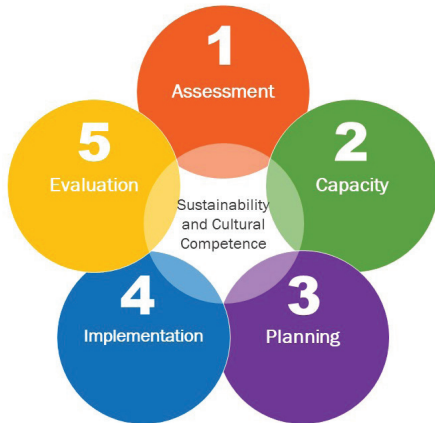 1
Assessment
2
Capacity
3
Planning
4
Implementation
5
Evaluation
Sustainability
and Cultural
Competence